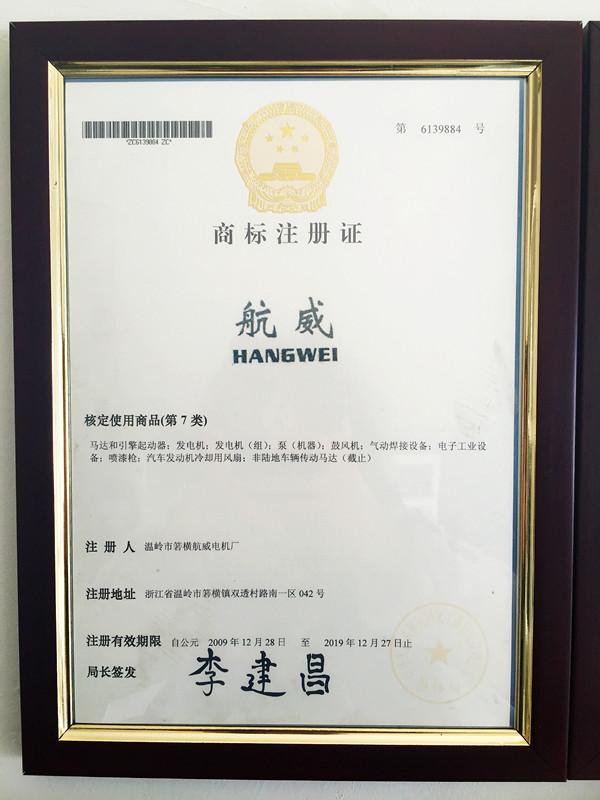 *ZC6139884 ZC*
第 6139884 号
商标注册证
航威
HANGWEI
核定使用商品(第7类)
马达和引擎起动器；发电机；发电机（组）；泵（机器）；鼓风机；气动焊接设备；电子工业设
备；喷漆枪；汽车发动机冷却用风扇；非陆地车辆传动马达（截止）
注 册 人 温岭市箬横航威电机厂
注册地址 浙江省温岭市箬横镇双透村路南一区 042 号
注册有效期限 自公元 2009 年 12 月 28 日 至 2019 年 12 月 27 日止
局长签发 李建昌